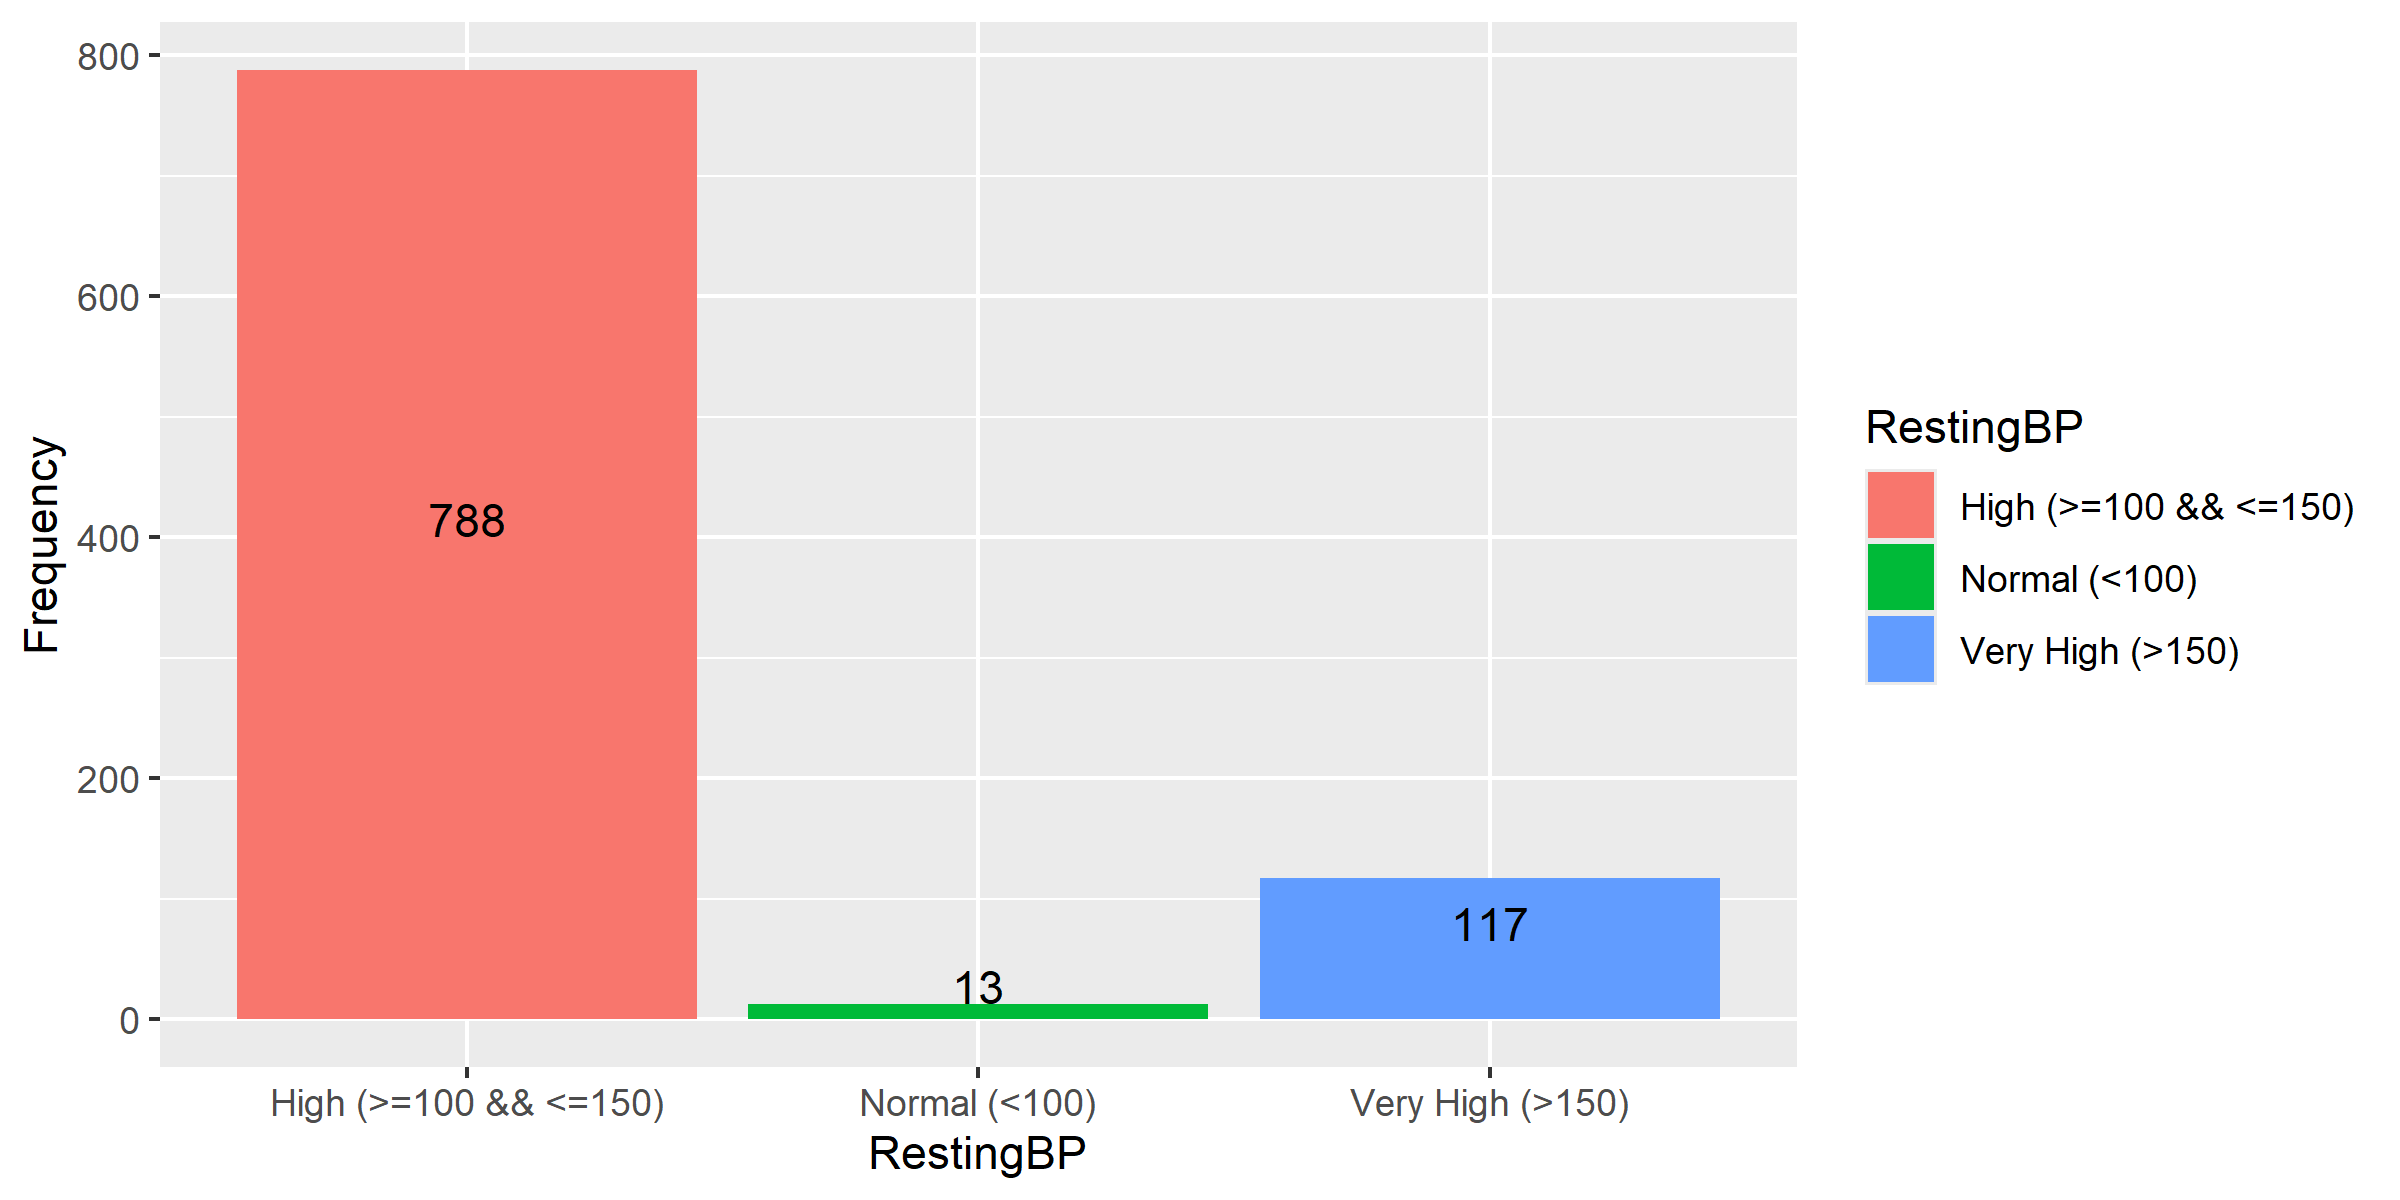 800
600
400
200
0
Frequency
788
13
117
High (>=100 && <=150)
Normal (<100)
Very High (>150)
RestingBP
RestingBP
High (>=100 && <=150)
Normal (<100)
Very High (>150)